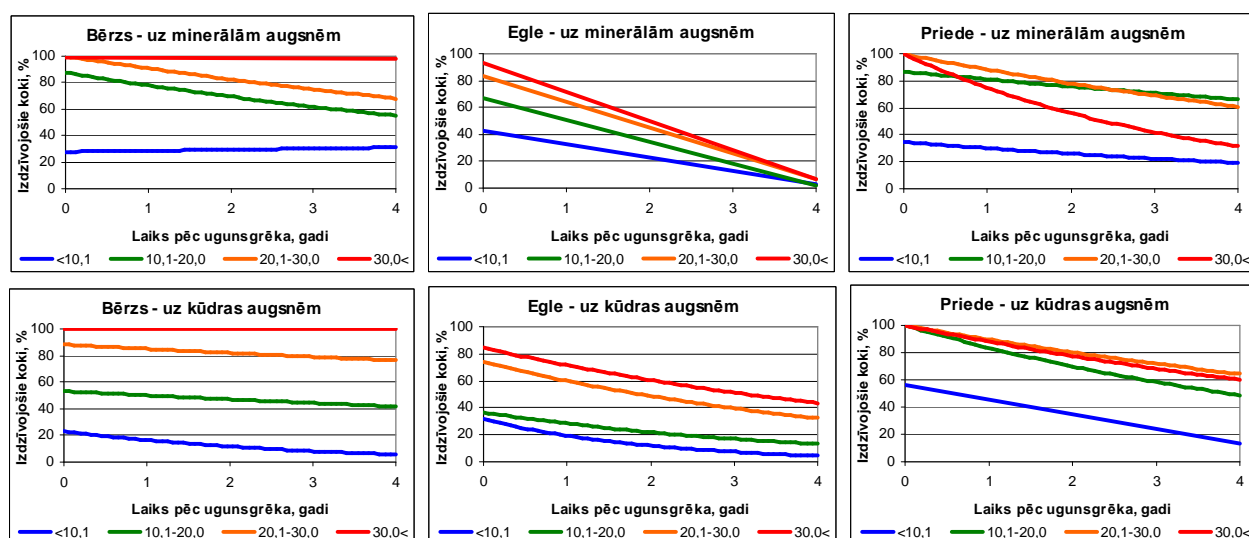 Bērzs - uz minerālām augsnēm
Izdzīvojošie koki, %
100
80
60
40
20
0
0 1 2 3 4
Laiks pēc ugunsgrēka, gadi
<10,1 10,1-20,0 20,1-30,0 30,0<
Egle - uz minerālām augsnēm
Izdzīvojošie koki, %
100
80
60
40
20
0
0 1 2 3 4
Laiks pēc ugunsgrēka, gadi
<10,1 10,1-20,0 20,1-30,0 30,0<
Priede - uz minerālām augsnēm
Izdzīvojošie koki, %
100
80
60
40
20
0
0 1 2 3 4
Laiks pēc ugunsgrēka, gadi
<10,1 10,1-20,0 20,1-30,0 30,0<
Bērzs - uz kūdras augsnēm
Izdzīvojošie koki, %
100
80
60
40
20
0
0 1 2 3 4
Laiks pēc ugunsgrēka, gadi
<10,1 10,1-20,0 20,1-30,0 30,0<
Egle - uz kūdras augsnēm
Izdzīvojošie koki, %
100
80
60
40
20
0
0 1 2 3 4
Laiks pēc ugunsgrēka, gadi
<10,1 10,1-20,0 20,1-30,0 30,0<
Priede - uz kūdras augsnēm
Izdzīvojošie koki, %
100
80
60
40
20
0
0 1 2 3 4
Laiks pēc ugunsgrēka, gadi
<10,1 10,1-20,0 20,1-30,0 30,0<